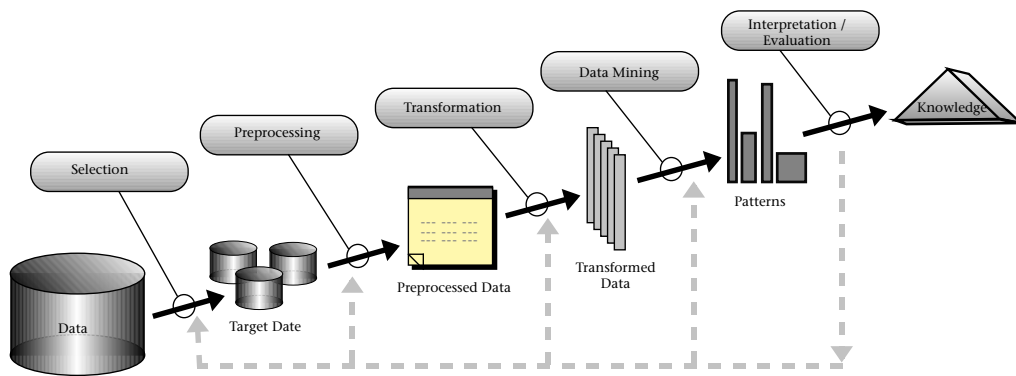 Interpretation /
Evaluation
Data Mining
Transformation
Preprocessing
Selection
Knowledge
Patterns
Transformed
Data
Preprocessed Data
Target Date
Data